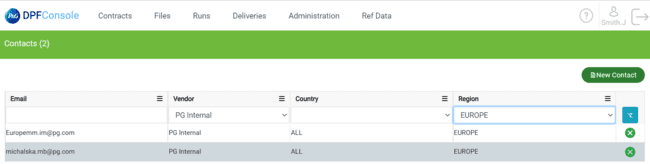 P&G DPFConsole Contracts Files Runs Deliveries Administration Ref Data ? Smith.J
Contacts (2)
New Contact
Email Vendor Country Region
PG Internal EUROPE
Europemm.im@pg.com PG Internal ALL EUROPE
michalska.mb@pg.com PG Internal ALL EUROPE